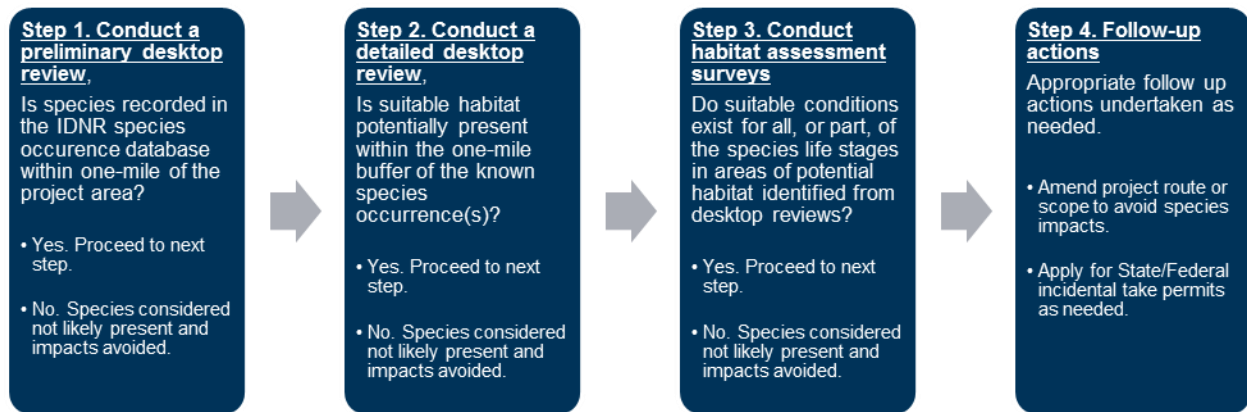 Step 1. Conduct a
preliminary desktop
review,
Is species recorded in
the IDNR species
occurence database
within one-mile of the
project area?
• Yes. Proceed to next
step.
• No. Species considered
not likely present and
impacts avoided.
Step 2. Conduct a
detailed desktop
review,
Is suitable habitat
potentially present
within the one-mile
buffer of the known
species
occurrence(s)?
• Yes. Proceed to next
step.
• No. Species considered
not likely present and
impacts avoided.
Step 3. Conduct
habitat assessment
surveys
Do suitable conditions
exist for all, or part, of
the species life stages
in areas of potential
habitat identified from
desktop reviews?
• Yes. Proceed to next
step.
• No. Species considered
not likely present and
impacts avoided.
Step 4. Follow-up
actions
Appropriate follow up
actions undertaken as
needed.
• Amend project route or
scope to avoid species
impacts.
• Apply for State/Federal
incidental take permits
as needed.